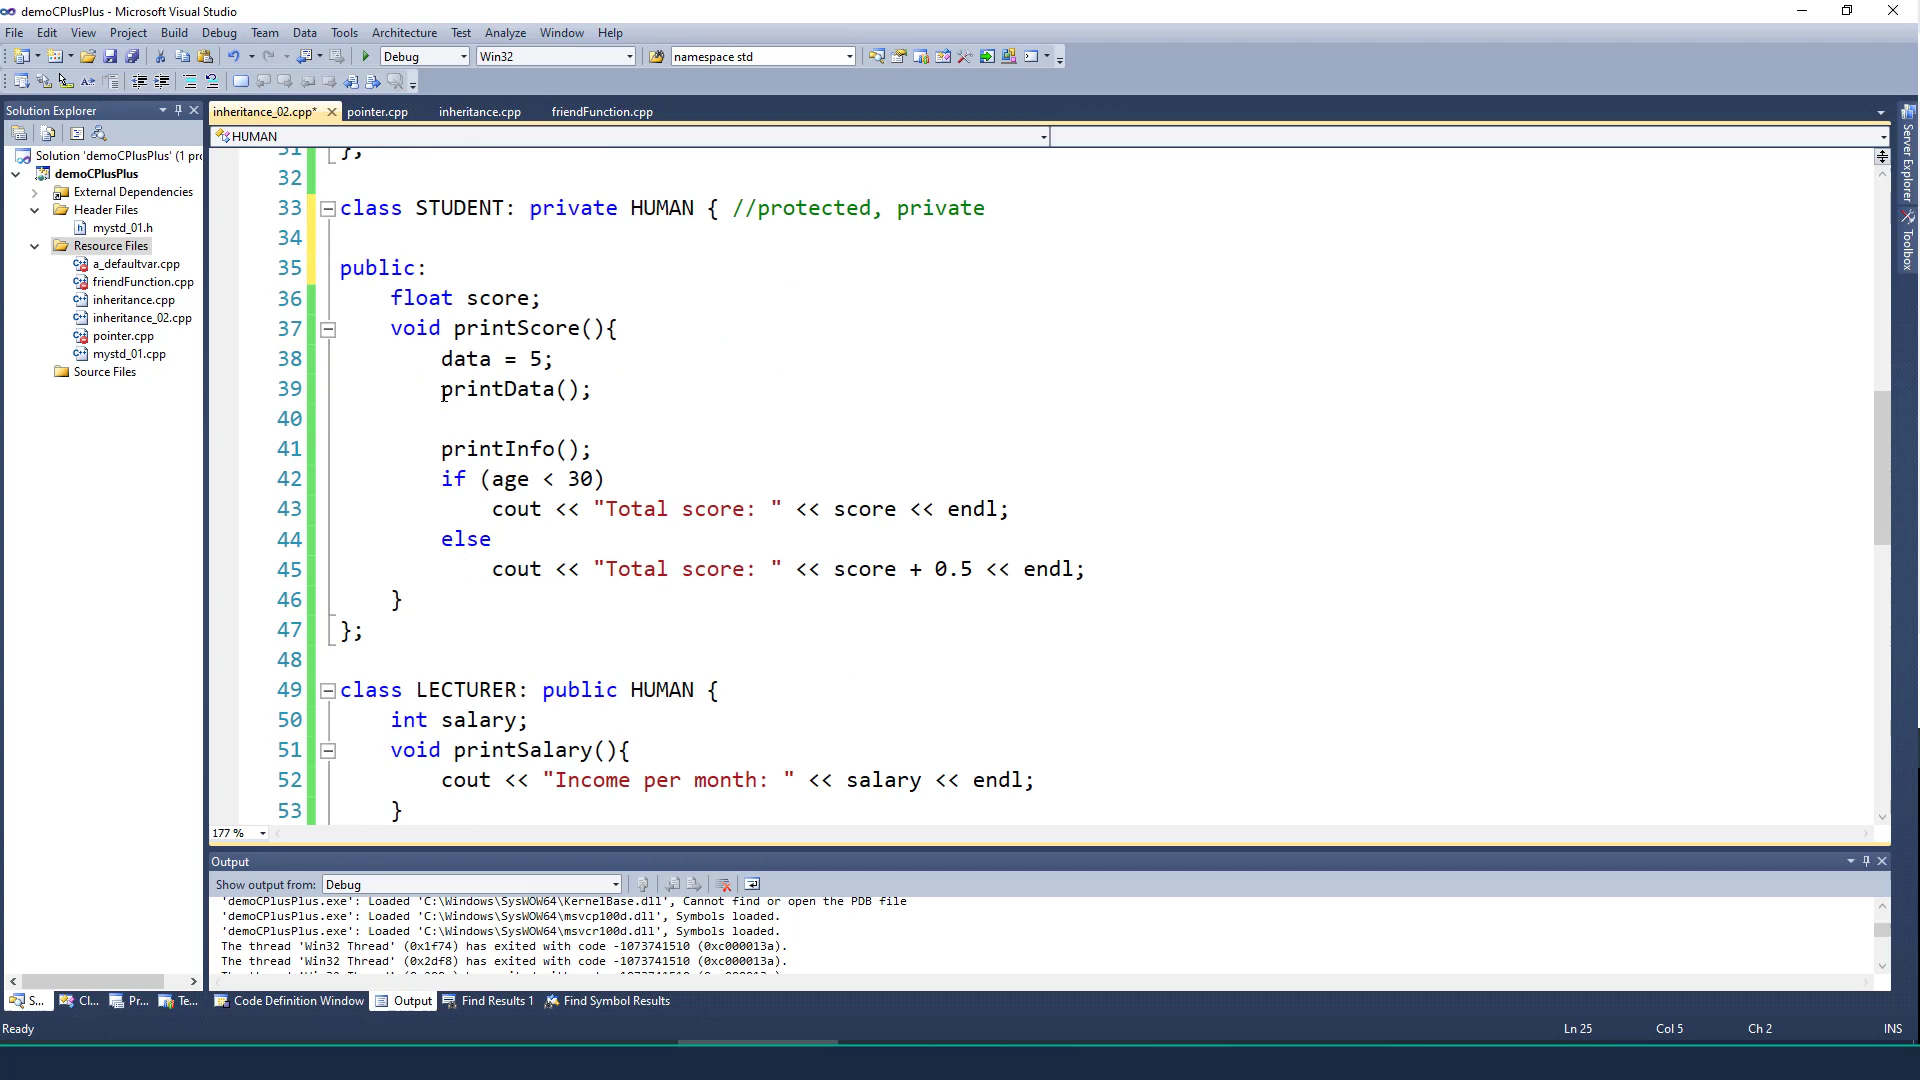 demoCPlusPlus - Microsoft Visual Studio
File Edit View Project Build Debug Team Data Tools Architecture Test Analyze Window Help
Debug Win32 namespace std
Solution Explorer
inheritance_02.cpp* pointer.cpp inheritance.cpp friendFunction.cpp
HUMAN
Solution 'demoCPlusPlus' (1 pr
demoCPlusPlus
External Dependencies
Header Files
mystd_01.h
Resource Files
a_defaultvar.cpp
friendFunction.cpp
inheritance.cpp
inheritance_02.cpp
pointer.cpp
mystd_01.cpp
Source Files
31 };
32
33 class STUDENT: private HUMAN { //protected, private
34
35 public:
36 float score;
37 void printScore(){
38 data = 5;
39 printData();
40
41 printInfo();
42 if (age < 30)
43 cout << "Total score: " << score << endl;
44 else
45 cout << "Total score: " << score + 0.5 << endl;
46 }
47 };
48
49 class LECTURER: public HUMAN {
50 int salary;
51 void printSalary(){
52 cout << "Income per month: " << salary << endl;
53 }
177 %
Output
Show output from: Debug
'demoCPlusPlus.exe': Loaded 'C:\Windows\SysWOW64\KernelBase.dll', Cannot find or open the PDB file
'demoCPlusPlus.exe': Loaded 'C:\Windows\SysWOW64\msvcp100d.dll', Symbols loaded.
'demoCPlusPlus.exe': Loaded 'C:\Windows\SysWOW64\msvcr100d.dll', Symbols loaded.
The thread 'Win32 Thread' (0x1f74) has exited with code -1073741510 (0xc000013a).
The thread 'Win32 Thread' (0x2df8) has exited with code -1073741510 (0xc000013a).
S... Cl... Pr... Te... Code Definition Window Output Find Results 1 Find Symbol Results
Ready Ln 25 Col 5 Ch 2 INS
Server Explorer
Toolbox